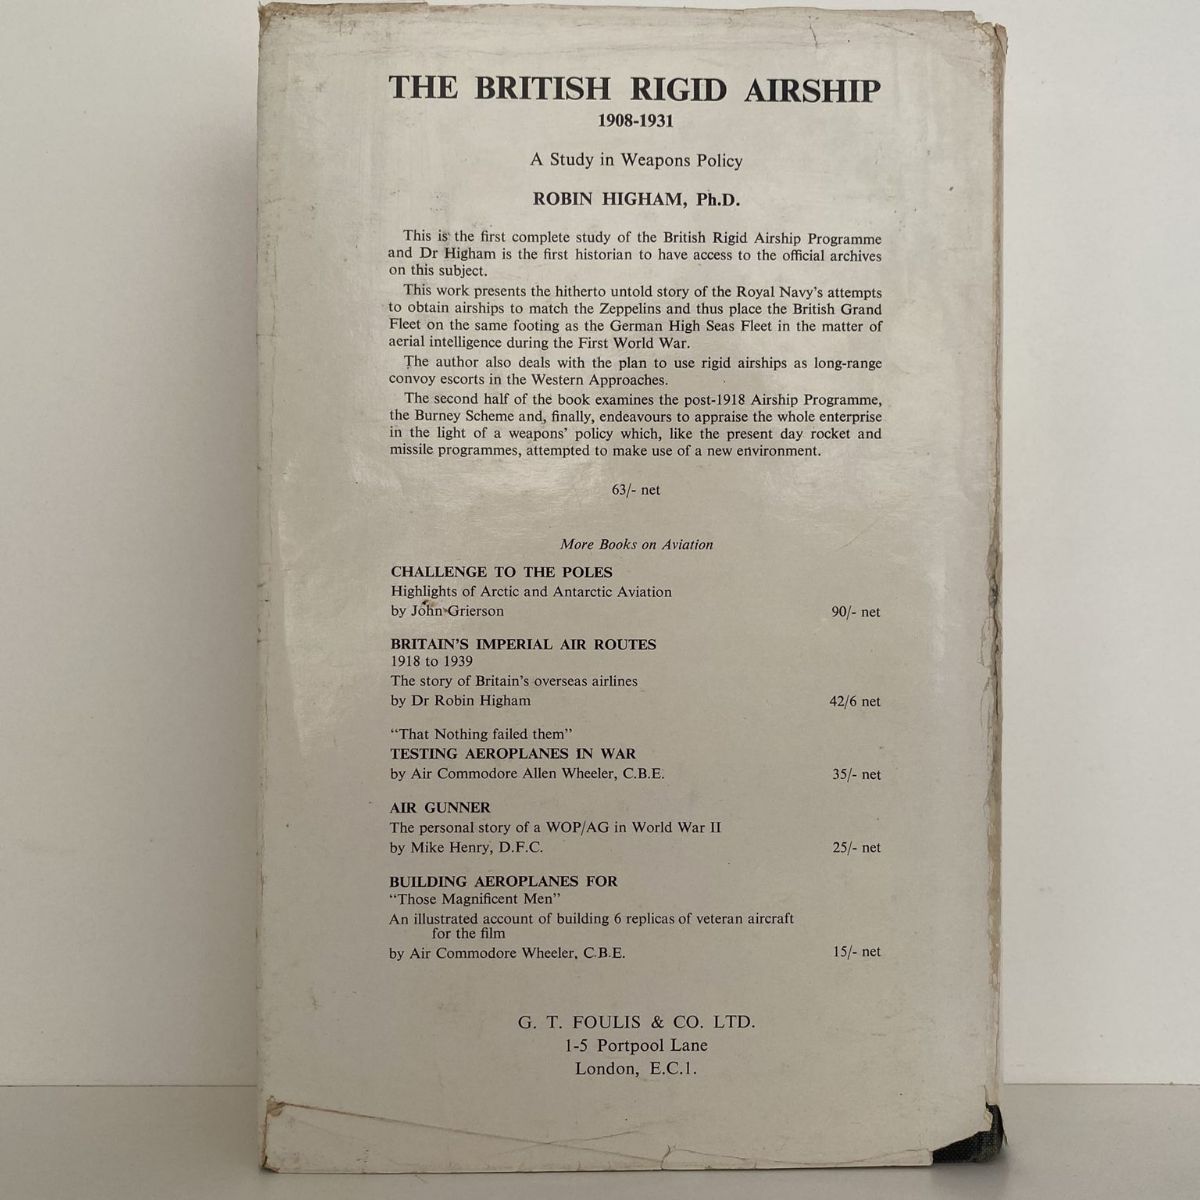 THE BRITISH RIGID AIRSHIP
1908-1931
A Study in Weapons Policy
ROBIN HIGHAM, Ph.D.
This is the first complete study of the British Rigid Airship Programme
and Dr Higham is the first historian to have access to the official archives
on this subject.
This work presents the hitherto untold story of the Royal Navy's attempts
to obtain airships to match the Zeppelins and thus place the British Grand
Fleet on the same footing as the German High Seas Fleet in the matter of
aerial intelligence during the First World War.
The author also deals with the plan to use rigid airships as long-range
convoy escorts in the Western Approaches.
The second half of the book examines the post-1918 Airship Programme,
the Burney Scheme and, finally, endeavours to appraise the whole enterprise
in the light of a weapons' policy which, like the present day rocket and
missile programmes, attempted to make use of a new environment.
63/- net
More Books on Aviation
CHALLENGE TO THE POLES
Highlights of Arctic and Antarctic Aviation
by John Grierson 90/- net
BRITAIN'S IMPERIAL AIR ROUTES
1918 to 1939
The story of Britain's overseas airlines
by Dr Robin Higham 42/6 net
"That Nothing failed them"
TESTING AEROPLANES IN WAR
by Air Commodore Allen Wheeler, C.B.E. 35/- net
AIR GUNNER
The personal story of a WOP/AG in World War II
by Mike Henry, D.F.C. 25/- net
BUILDING AEROPLANES FOR
"Those Magnificent Men"
An illustrated account of building 6 replicas of veteran aircraft
for the film
by Air Commodore Wheeler, C.B.E. 15/- net
G. T. FOULIS & CO. LTD.
1-5 Portpool Lane
London, E.C.1.